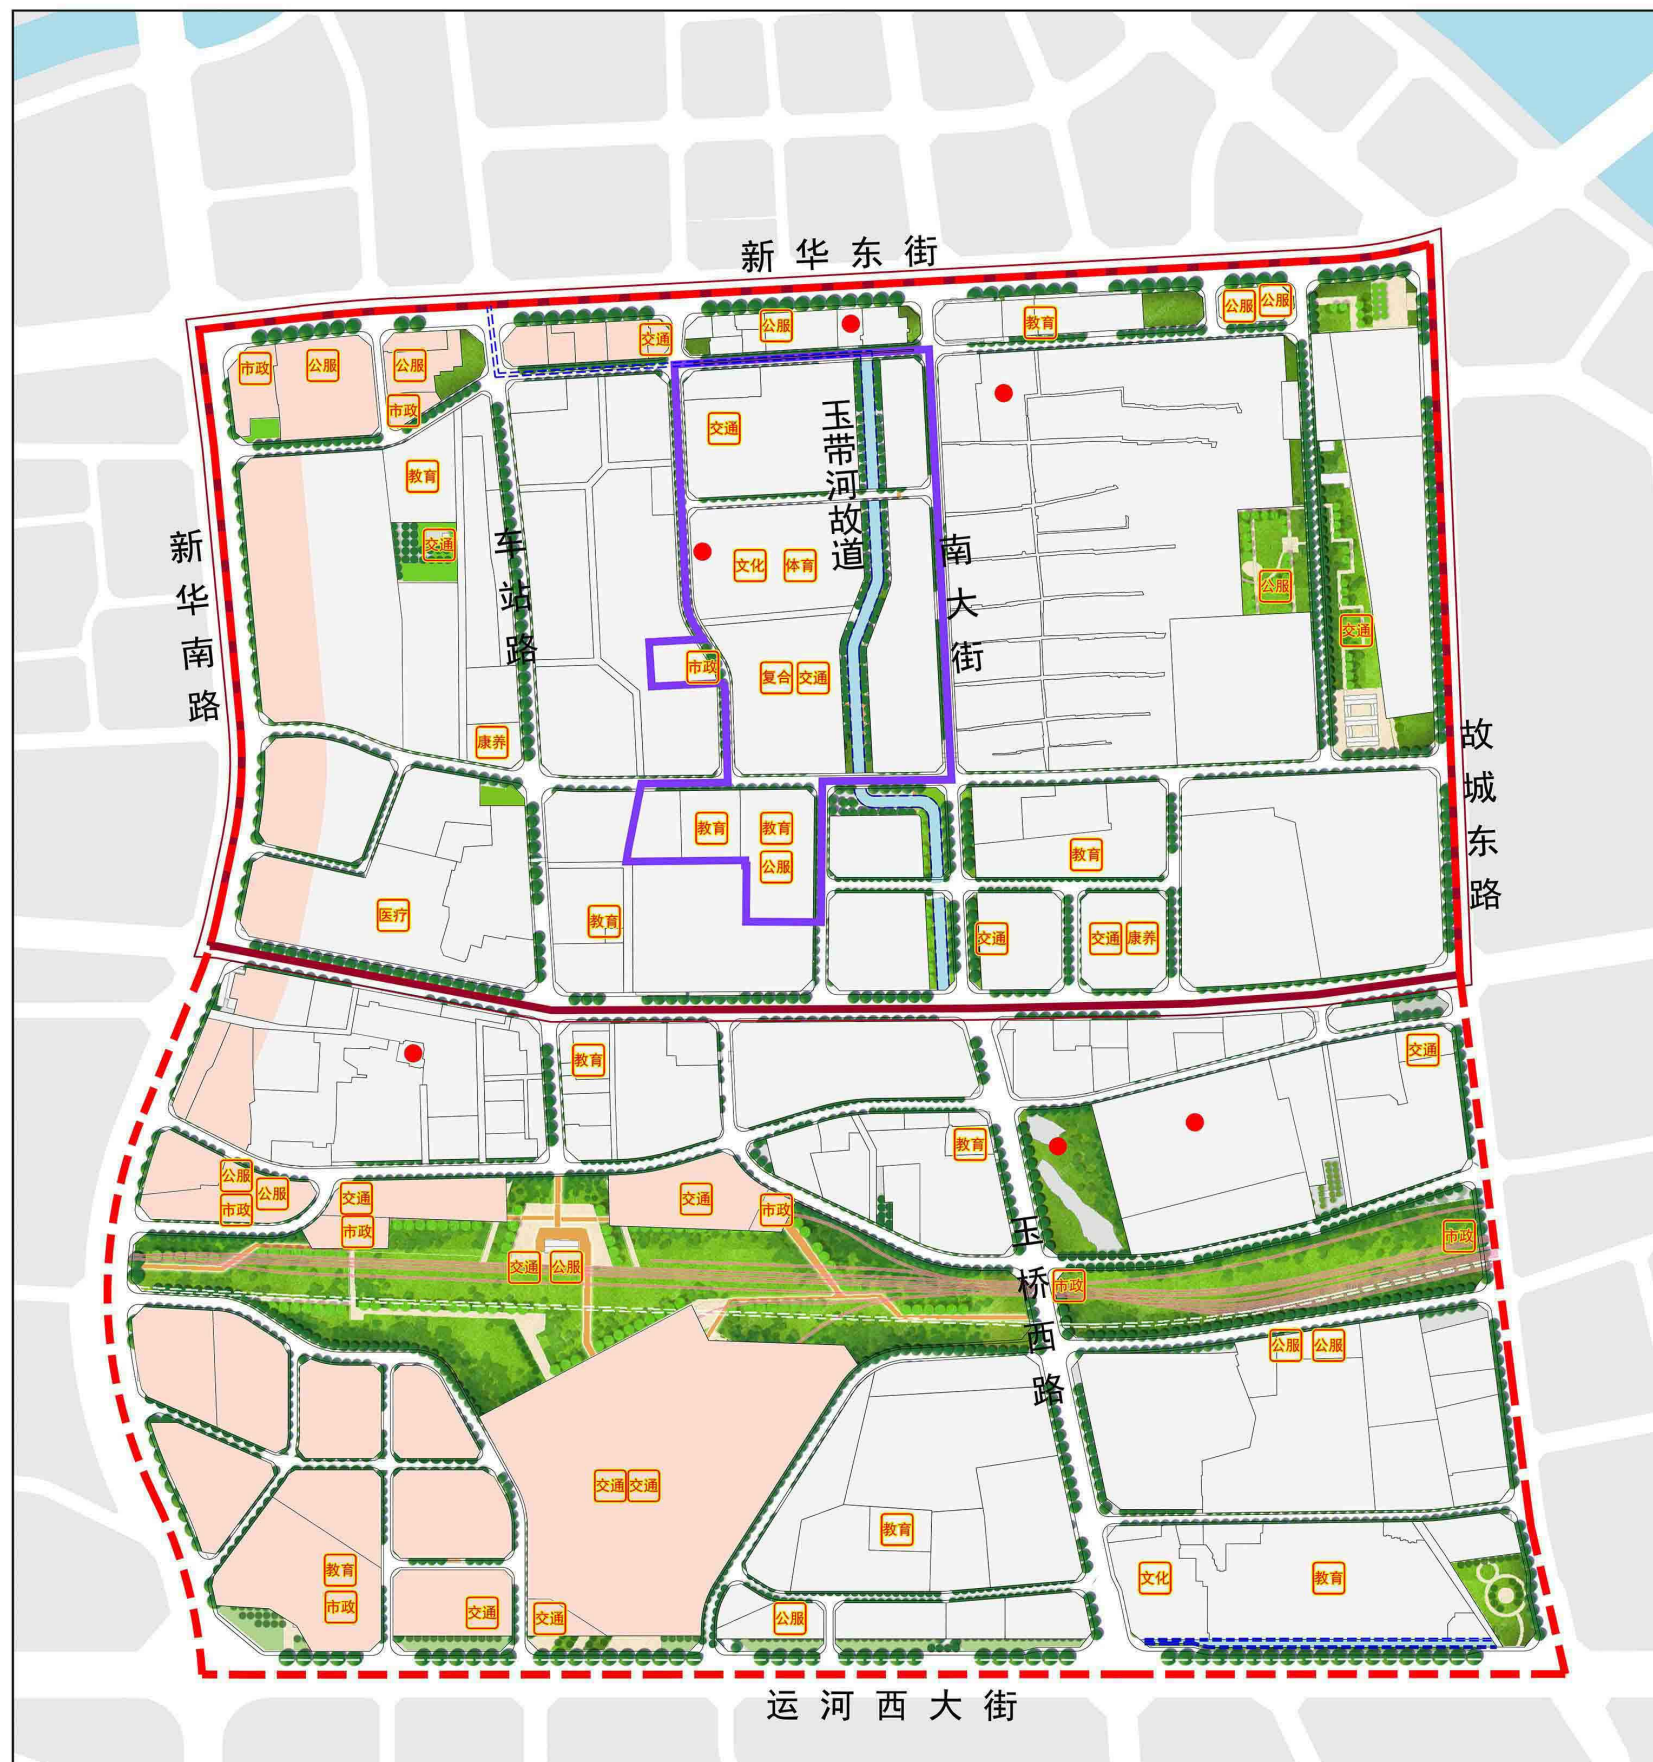 新华东街
公服
公服
公服
教育
交通
市政
公服
公服
市政
交通
玉带河故道
教育
交通
车站路
新华南路
南大街
文化
体育
公服
交通
市政
复合
交通
康养
故城东路
教育
教育
公服
教育
医疗
教育
交通
交通
康养
教育
交通
教育
公服
公服
市政
交通
市政
交通
市政
交通
公服
玉桥西路
市政
市政
公服
公服
交通
交通
教育
教育
市政
交通
交通
公服
文化
教育
运河西大街